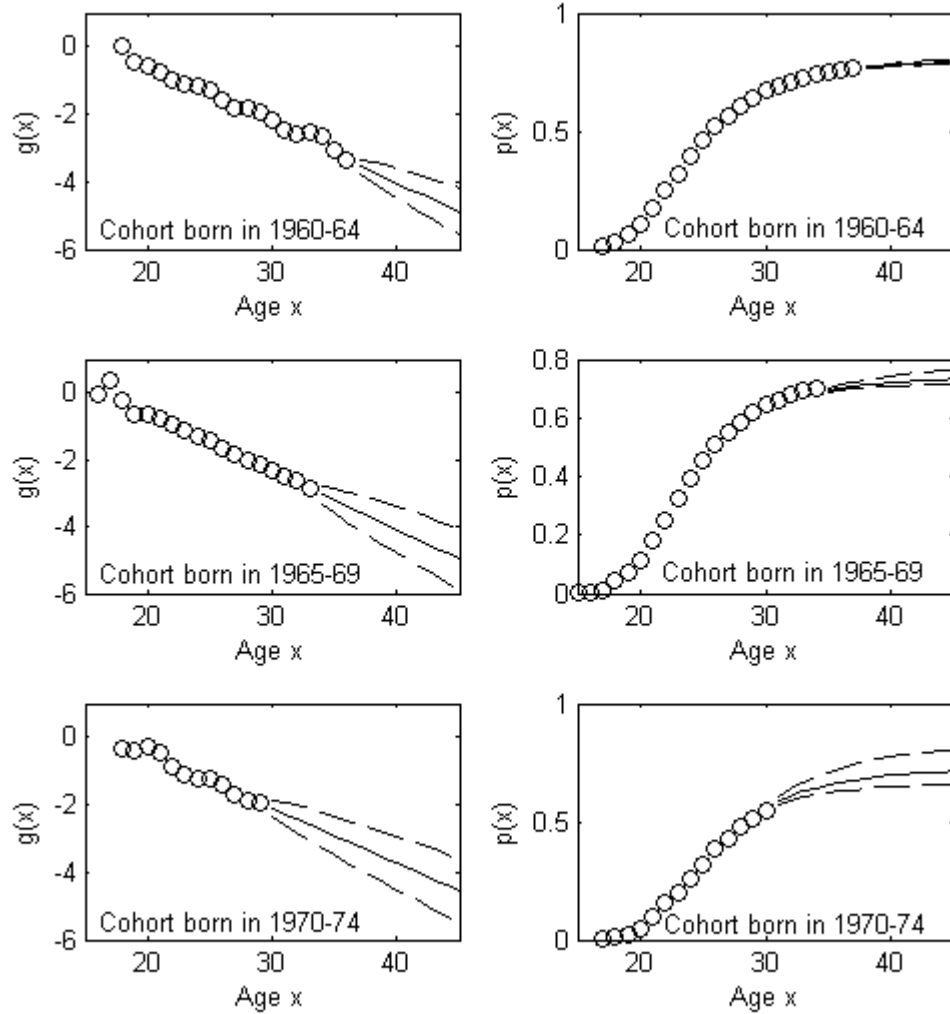 0
-2
-4
-6
g(x)
Cohort born in 1960-64
20
30
40
Age x
1
0.5
0
p(x)
Cohort born in 1960-64
20
30
40
Age x
0
-2
-4
-6
g(x)
Cohort born in 1965-69
20
30
40
Age x
0.8
0.6
0.4
0.2
0
p(x)
Cohort born in 1965-69
20
30
40
Age x
0
-2
-4
-6
g(x)
Cohort born in 1970-74
20
30
40
Age x
1
0.5
0
p(x)
Cohort born in 1970-74
20
30
40
Age x